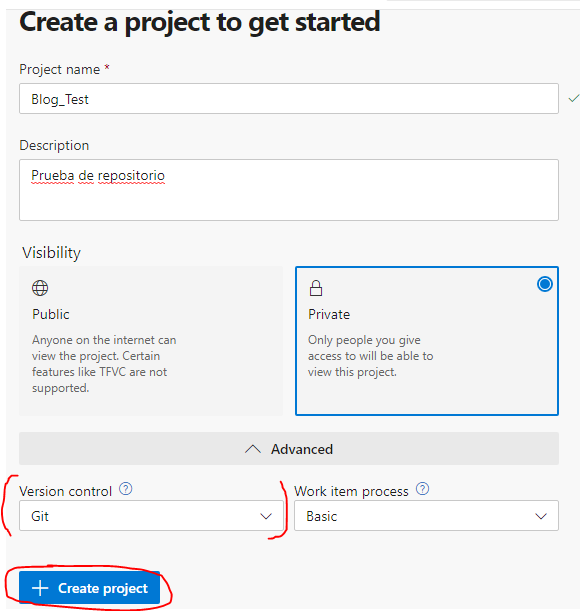 Create a project to get started
Project name *
Blog_Test
Description
Prueba de repositorio
Visibility
Public
Anyone on the internet can
view the project. Certain
features like TFVC are not
supported.
Private
Only people you give
access to will be able to
view this project.
Advanced
Version control ?
Git
Work item process ?
Basic
+ Create project